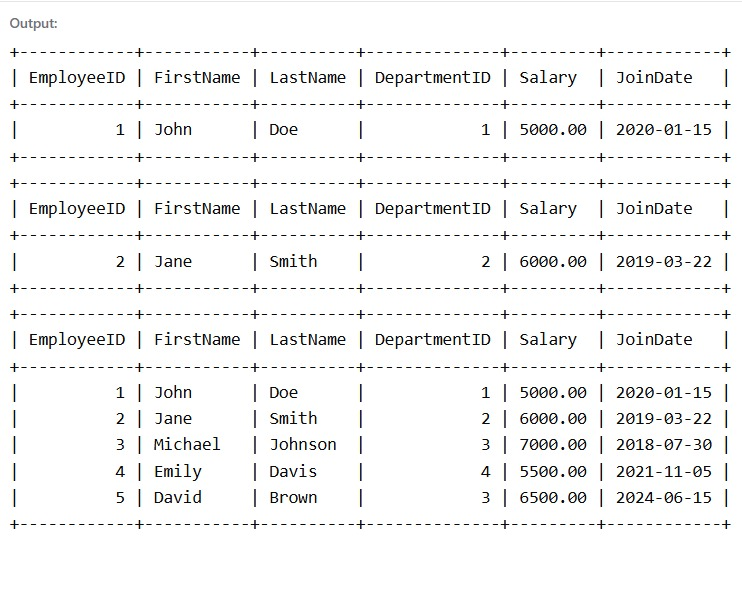 Output:
+------------+-----------+----------+--------------+---------+------------+
| EmployeeID | FirstName | LastName | DepartmentID | Salary  | JoinDate   |
+------------+-----------+----------+--------------+---------+------------+
|          1 | John      | Doe      |            1 | 5000.00 | 2020-01-15 |
+------------+-----------+----------+--------------+---------+------------+
+------------+-----------+----------+--------------+---------+------------+
| EmployeeID | FirstName | LastName | DepartmentID | Salary  | JoinDate   |
+------------+-----------+----------+--------------+---------+------------+
|          2 | Jane      | Smith    |            2 | 6000.00 | 2019-03-22 |
+------------+-----------+----------+--------------+---------+------------+
+------------+-----------+----------+--------------+---------+------------+
| EmployeeID | FirstName | LastName | DepartmentID | Salary  | JoinDate   |
+------------+-----------+----------+--------------+---------+------------+
|          1 | John      | Doe      |            1 | 5000.00 | 2020-01-15 |
|          2 | Jane      | Smith    |            2 | 6000.00 | 2019-03-22 |
|          3 | Michael   | Johnson  |            3 | 7000.00 | 2018-07-30 |
|          4 | Emily     | Davis    |            4 | 5500.00 | 2021-11-05 |
|          5 | David     | Brown    |            3 | 6500.00 | 2024-06-15 |
+------------+-----------+----------+--------------+---------+------------+